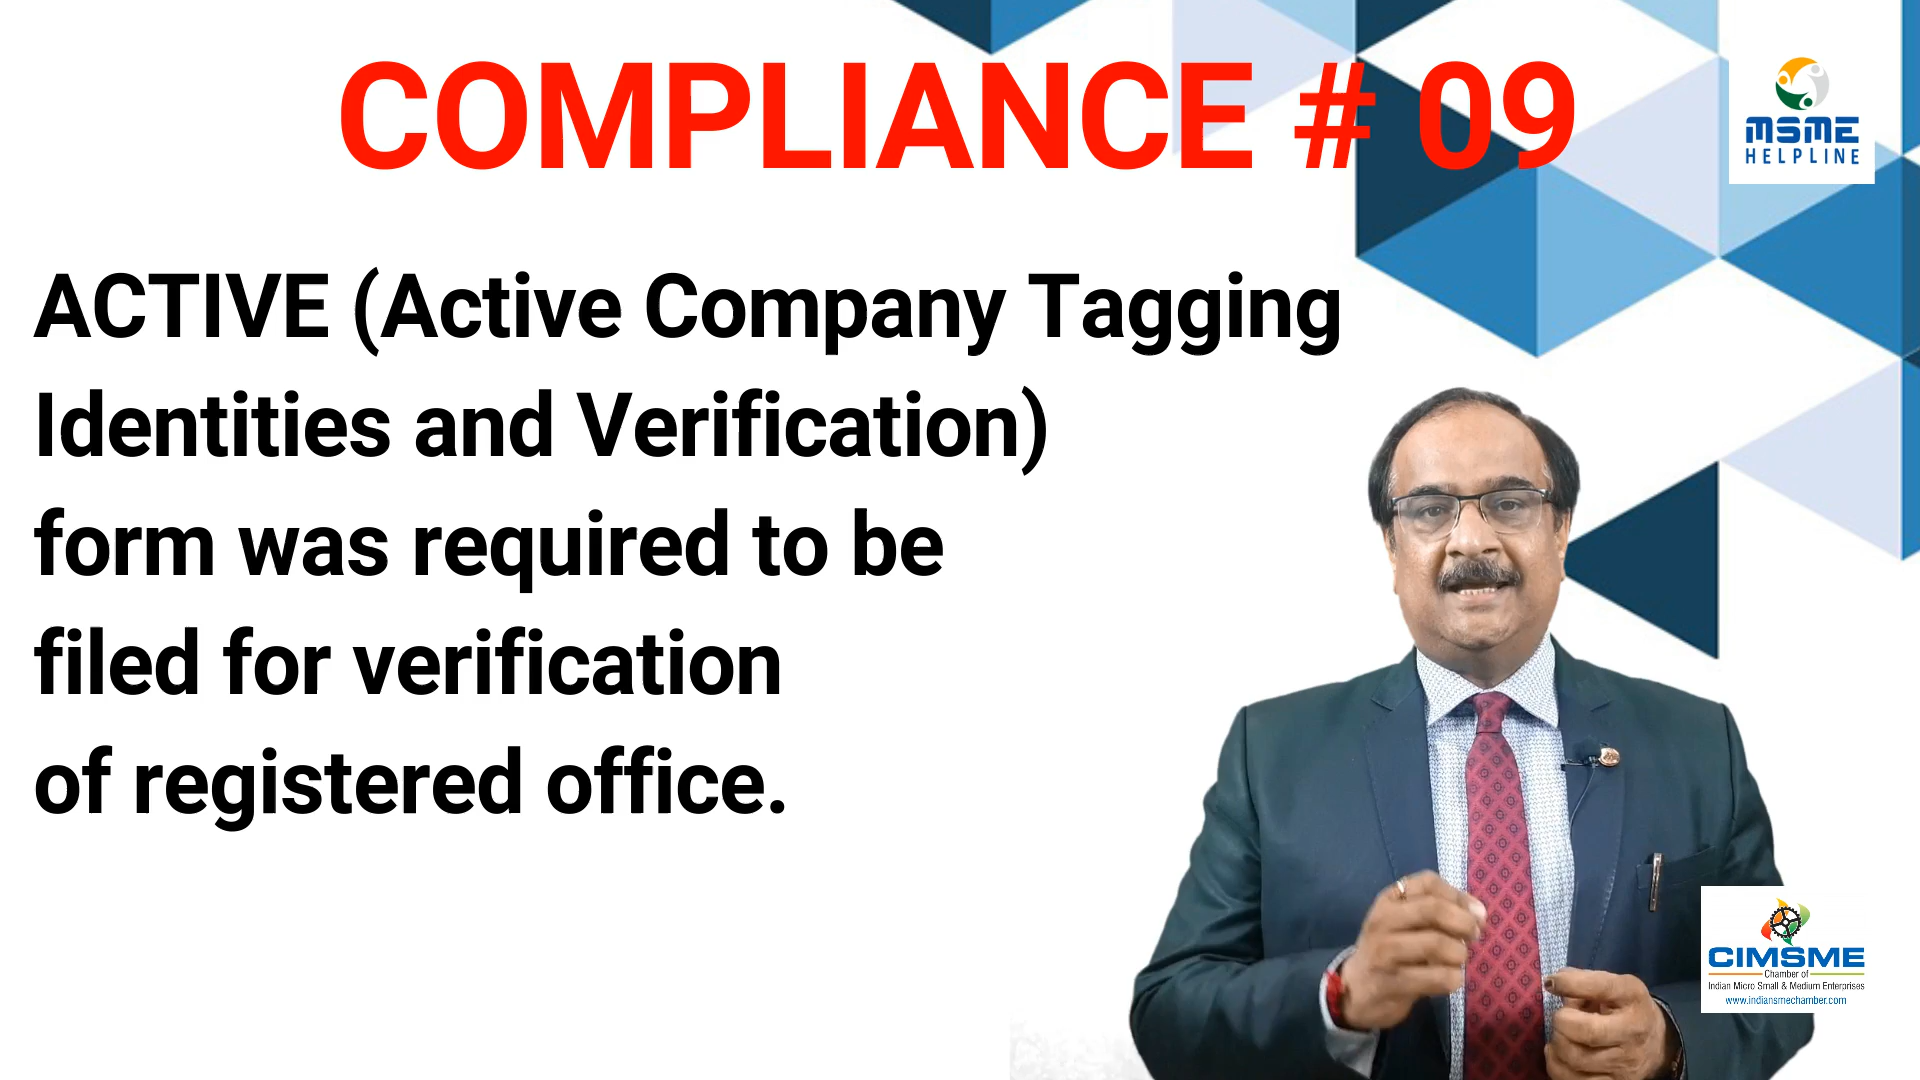 COMPLIANCE # 09
MSME
HELPLINE
ACTIVE (Active Company Tagging
Identities and Verification)
form was required to be
filed for verification
of registered office.
CIMSME
Chamber of
Indian Micro Small & Medium Enterprises
www.indiansmechamber.com